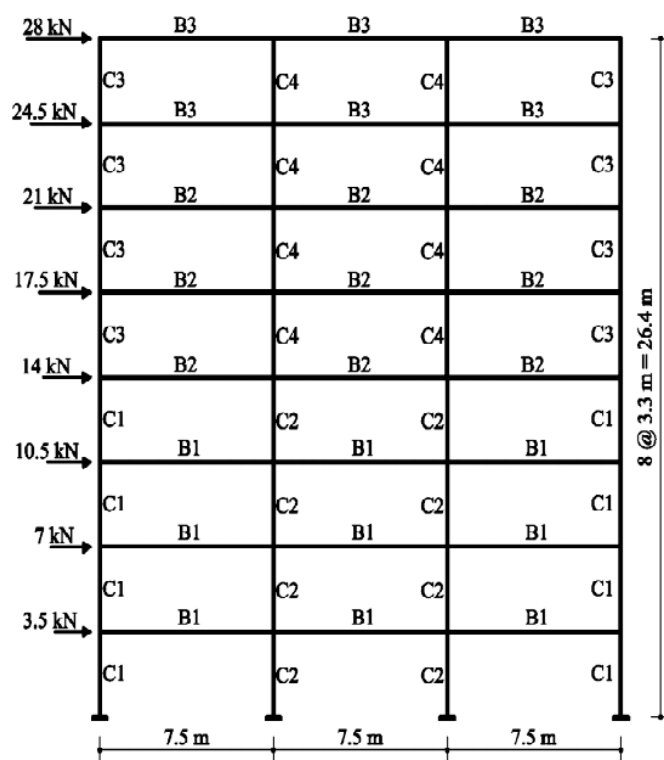 28 kN B3 B3 B3
C3 C4 C4 C3
24.5 kN B3 B3 B3
C3 C4 C4 C3
21 kN B2 B2 B2
C3 C4 C4 C3
17.5 kN B2 B2 B2
C3 C4 C4 C3
14 kN B2 B2 B2
C1 C2 C2 C1
10.5 kN B1 B1 B1
C1 C2 C2 C1
7 kN B1 B1 B1
C1 C2 C2 C1
3.5 kN B1 B1 B1
C1 C2 C2 C1
7.5 m 7.5 m 7.5 m
8 @ 3.3 m = 26.4 m